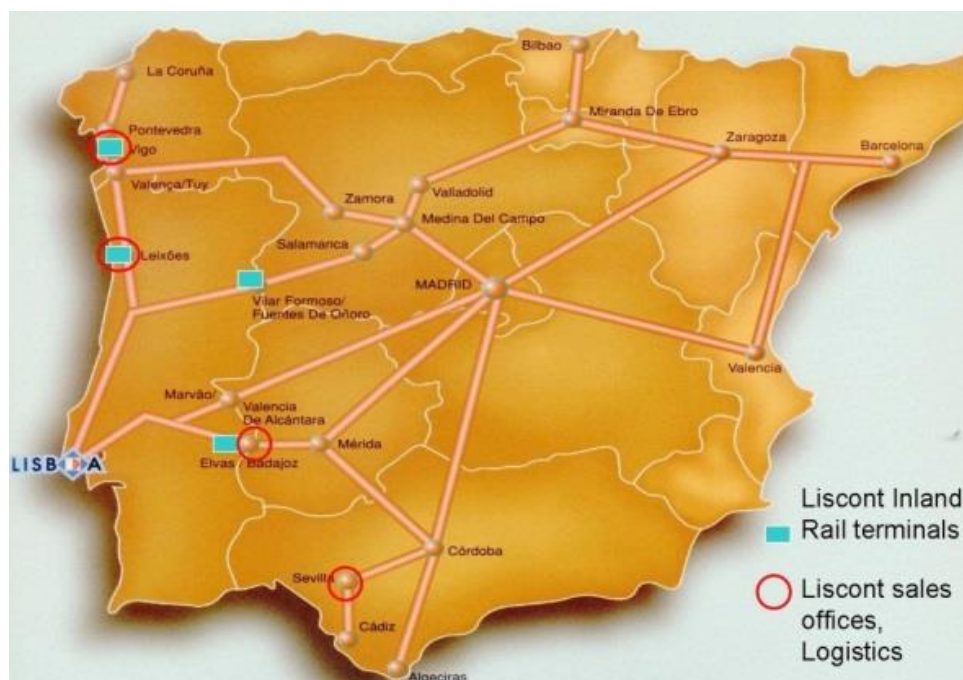 Bilbao
La Coruña
Miranda De Ebro
Pontevedra
Zaragoza
Vigo
Barcelona
Valença/Tuy
Valladolid
Zamora
Medina Del Campo
Salamanca
Leixões
MADRID
Vilar Formoso/
Fuentes De Oñoro
Valencia
Marvão/
Valencia
De Alcántara
Mérida
LISBOA
Elvas / Badajoz
Liscont Inland
Rail terminals
Córdoba
Sevilla
Liscont sales
offices,
Logistics
Cádiz
Algeciras